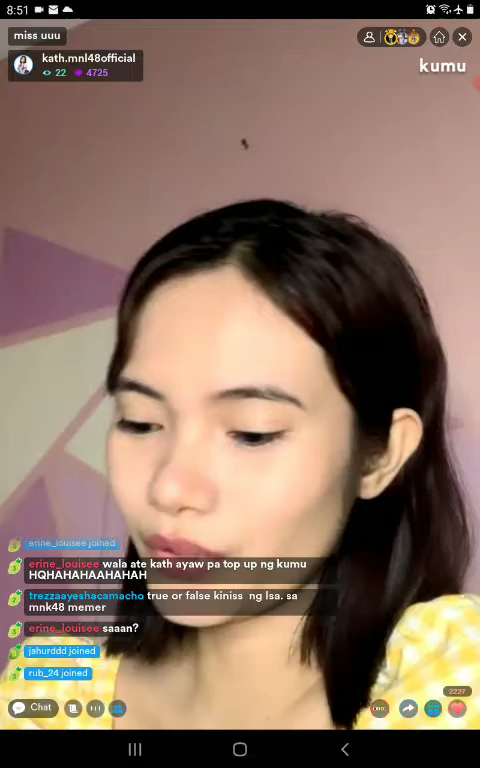 8:51
miss uuu
kath.mnl48official
22 4725
kumu
erine_louisee joined
erine_louisee wala ate kath ayaw pa top up ng kumu
HQHAHAHAAHAHAH
trezzaayeshacamacho true or false kiniss ng Isa. sa
mnk48 memer
erine_louisee saaan?
jshurddd joined
rub_24 joined
2227
Chat